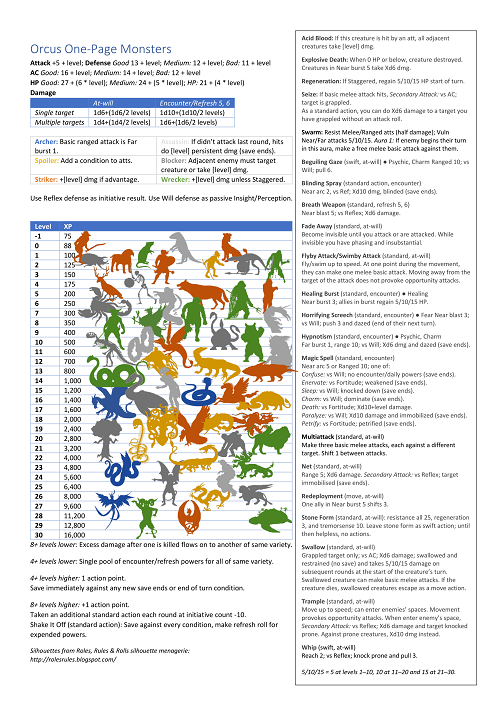 Orcus One-Page Monsters
Attack +5 + level; Defense Good 13 + level; Medium: 12 + level; Bad: 11 + level
AC Good: 16 + level; Medium: 14 + level; Bad: 12 + level
HP Good: 27 + (6 * level); Medium: 24 + (5 * level); HP: 21 + (4 * level)
Damage
At-will Encounter/Refresh 5, 6
Single target 1d6+(1d6/2 levels) 1d10+(1d10/2 levels)
Multiple targets 1d4+(1d4/2 levels) 1d6+(1d6/2 levels)
Archer: Basic ranged attack is Far
burst 1.
Assassin: If didn't attack last round, hits
do [level] persistent dmg (save ends).
Spoiler: Add a condition to atts.
Blocker: Adjacent enemy must target
creature or take [level] dmg.
Striker: +[level] dmg if advantage.
Wrecker: +[level] dmg unless Staggered.
Use Reflex defense as initiative result. Use Will defense as passive Insight/Perception.
Level XP
-1 75
0 88
1 100
2 125
3 150
4 175
5 200
6 250
7 300
8 350
9 400
10 500
11 600
12 700
13 800
14 1,000
15 1,200
16 1,400
17 1,600
18 2,000
19 2,400
20 2,800
21 3,200
22 4,000
23 4,800
24 5,600
25 6,400
26 8,000
27 9,600
28 11,200
29 12,800
30 16,000
8+ levels lower: Excess damage after one is killed flows on to another of same variety.
4+ levels lower: Single pool of encounter/refresh powers for all of same variety.
4+ levels higher: 1 action point.
Save immediately against any new save ends or end of turn condition.
8+ levels higher: +1 action point.
Taken an additional standard action each round at initiative count -10.
Shake It Off (standard action): Save against every condition, make refresh roll for
expended powers.
Silhouettes from Roles, Rules & Rolls silhouette menagerie:
http://rolesrules.blogspot.com/
Acid Blood: If this creature is hit by an att, all adjacent
creatures take [level] dmg.
Explosive Death: When 0 HP or below, creature destroyed.
Creatures in Near burst 5 take Xd6 dmg.
Regeneration: If Staggered, regain 5/10/15 HP start of turn.
Seize: If basic melee attack hits, Secondary Attack: vs AC;
target is grappled.
As a standard action, you can do Xd6 damage to a target you
have grappled without an attack roll.
Swarm: Resist Melee/Ranged atts (half damage); Vuln
Near/Far attacks 5/10/15. Aura 1: If enemy begins their turn
in this aura, make a free melee basic attack against them.
Beguiling Gaze (swift, at-will) ● Psychic, Charm Ranged 10; vs
Will; pull 6.
Blinding Spray (standard action, encounter)
Near arc 2, vs Ref; Xd10 dmg, blinded (save ends).
Breath Weapon (standard, refresh 5, 6)
Near blast 5; vs Reflex; Xd6 damage.
Fade Away (standard, at-will)
Become invisible until you attack or are attacked. While
invisible you have phasing and insubstantial.
Flyby Attack/Swimby Attack (standard, at-will)
Fly/swim up to speed. At one point during the movement,
they can make one melee basic attack. Moving away from the
target of the attack does not provoke opportunity attacks.
Healing Burst (standard, encounter) ● Healing
Near burst 3; allies in burst regain 5/10/15 HP.
Horrifying Screech (standard, encounter) ● Fear Near blast 3;
vs Will; push 3 and dazed (end of their next turn).
Hypnotism (standard, encounter) ● Psychic, Charm
Far burst 1, range 10; vs Will; Xd6 dmg and dazed (save ends).
Magic Spell (standard, encounter)
Near arc 5 or Ranged 10; one of
Confuse: vs Will; no encounter/daily powers (save ends).
Enervate: vs Fortitude; weakened (save ends).
Sleep: vs Will; knocked down (save ends).
Charm: vs Will; dominate (save ends).
Death: vs Fortitude; Xd10+level damage.
Paralyze: vs Will; Xd10 damage and immobilized (save ends).
Petrify: vs Fortitude; petrified (save ends).
Multiattack (standard, at-will)
Make three basic melee attacks, each against a different
target. Shift 1 between attacks.
Net (standard, at-will)
Range 5; Xd6 damage. Secondary Attack: vs Reflex; target
immobilised (save ends).
Redeployment (move, at-will)
One ally in Near burst 5 shifts 3.
Stone Form (standard, at-will): resistance all 25, regeneration
3, and tremorsense 10. Leave stone form as swift action; until
then helpless, no actions.
Swallow (standard, at-will)
Grappled target only; vs AC; Xd6 damage; swallowed and
restrained (no save) and takes 5/10/15 damage on
subsequent rounds at the start of the creature's turn.
Swallowed creature can make basic melee attacks. If the
creature dies, swallowed creatures escape as a move action.
Trample (standard, at-will)
Move up to speed; can enter enemies' spaces. Movement
provokes opportunity attacks. When enter enemy's space,
Secondary Attack: vs Reflex; Xd6 damage and target knocked
prone. Against prone creatures, Xd10 dmg instead.
Whip (swift, at-will)
Reach 2; vs Reflex; knock prone and pull 3.
5/10/15 = 5 at levels 1–10, 10 at 11–20 and 15 at 21–30.